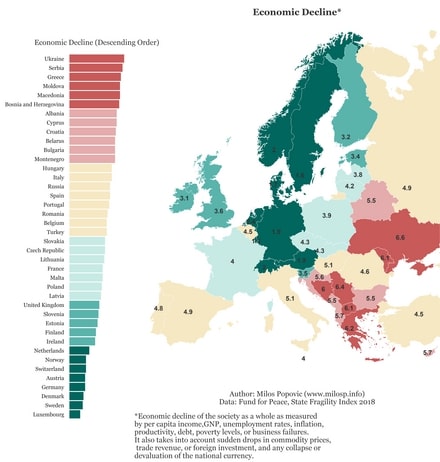 Economic Decline*
Economic Decline (Descending Order)
Ukraine
Serbia
Greece
Moldova
Macedonia
Bosnia and Herzegovina
Albania
Cyprus
Croatia
Belarus
Bulgaria
Montenegro
Hungary
Italy
Russia
Spain
Portugal
Romania
Belgium
Turkey
Slovakia
Czech Republic
Lithuania
France
Malta
Poland
Latvia
United Kingdom
Slovenia
Estonia
Finland
Ireland
Netherlands
Norway
Switzerland
Austria
Germany
Denmark
Sweden
Luxembourg
3.2
3.4
3.8
4.2
4.9
3.1
3.6
5.5
3.9
4.5
6.6
4.3
4.3
4
5.1
6.1
4.6
3.5
5.6
6
6.4
5.1
5.8
5.5
6.1
5.7
4.8
4.9
4.5
6.2
4
5.7
Author: Milos Popovic (www.milosp.info)
Data: Fund for Peace, State Fragility Index 2018
*Economic decline of the society as a whole as measured
by per capita income,GNP, unemployment rates, inflation,
productivity, debt, poverty levels, or business failures.
It also takes into account sudden drops in commodity prices,
trade revenue, or foreign investment, and any collapse or
devaluation of the national currency.